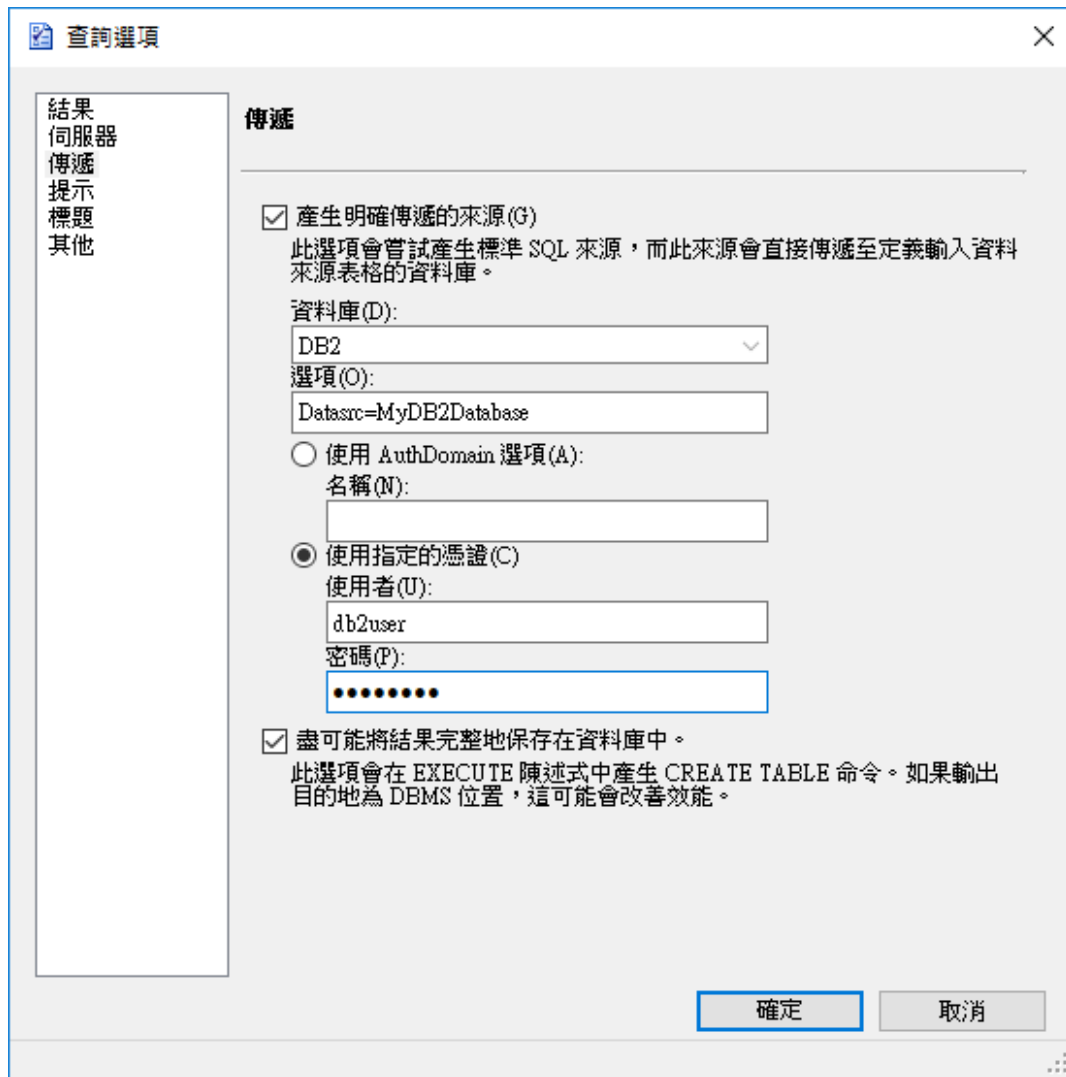 查詢選項
結果
伺服器
傳遞
提示
標題
其他
傳遞
產生明確傳遞的來源(G)
此選項會嘗試產生標準 SQL 來源，而此來源會直接傳遞至定義輸入資料
來源表格的資料庫。
資料庫(D):
DB2
選項(O):
Datasrc=MyDB2Database
使用 AuthDomain 選項(A):
名稱(N):
使用指定的憑證(C)
使用者(U):
db2user
密碼(P):
●●●●●●●●
盡可能將結果完整地保存在資料庫中。
此選項會在 EXECUTE 陳述式中產生 CREATE TABLE 命令。如果輸出
目的地為 DBMS 位置，這可能會改善效能。
確定
取消